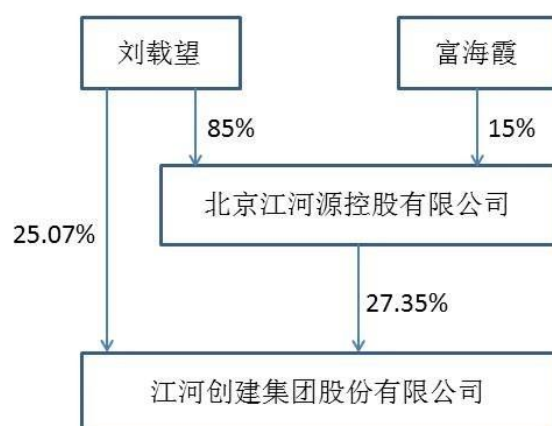 刘载望
富海霞
85%
15%
北京江河源控股有限公司
25.07%
27.35%
江河创建集团股份有限公司